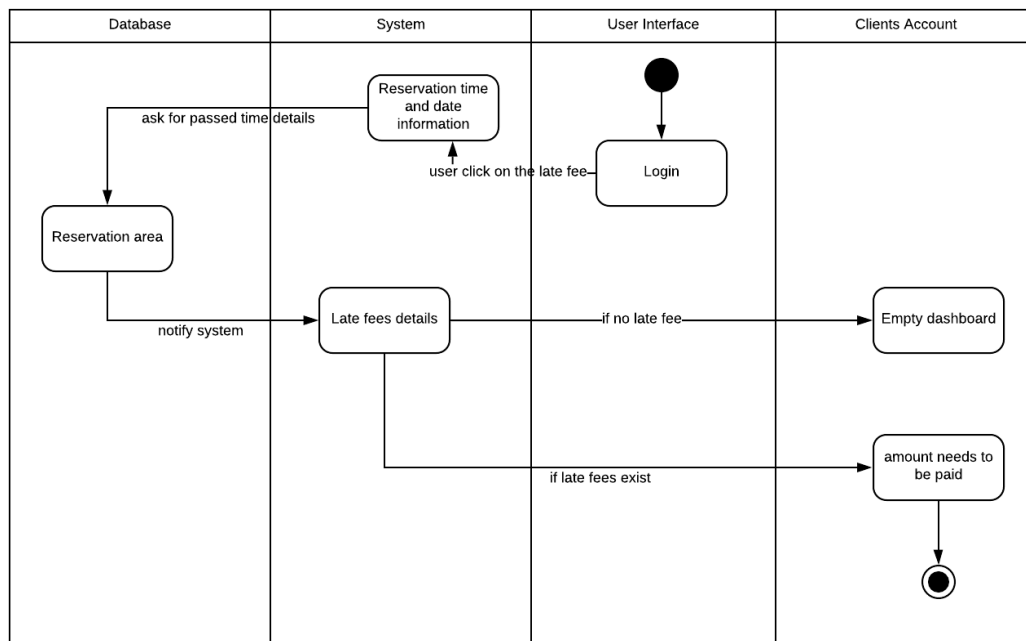 Database
System
User Interface
Clients Account
Reservation time
and date
information
ask for passed time details
user click on the late fee
Login
Reservation area
notify system
Late fees details
if no late fee
Empty dashboard
if late fees exist
amount needs to
be paid